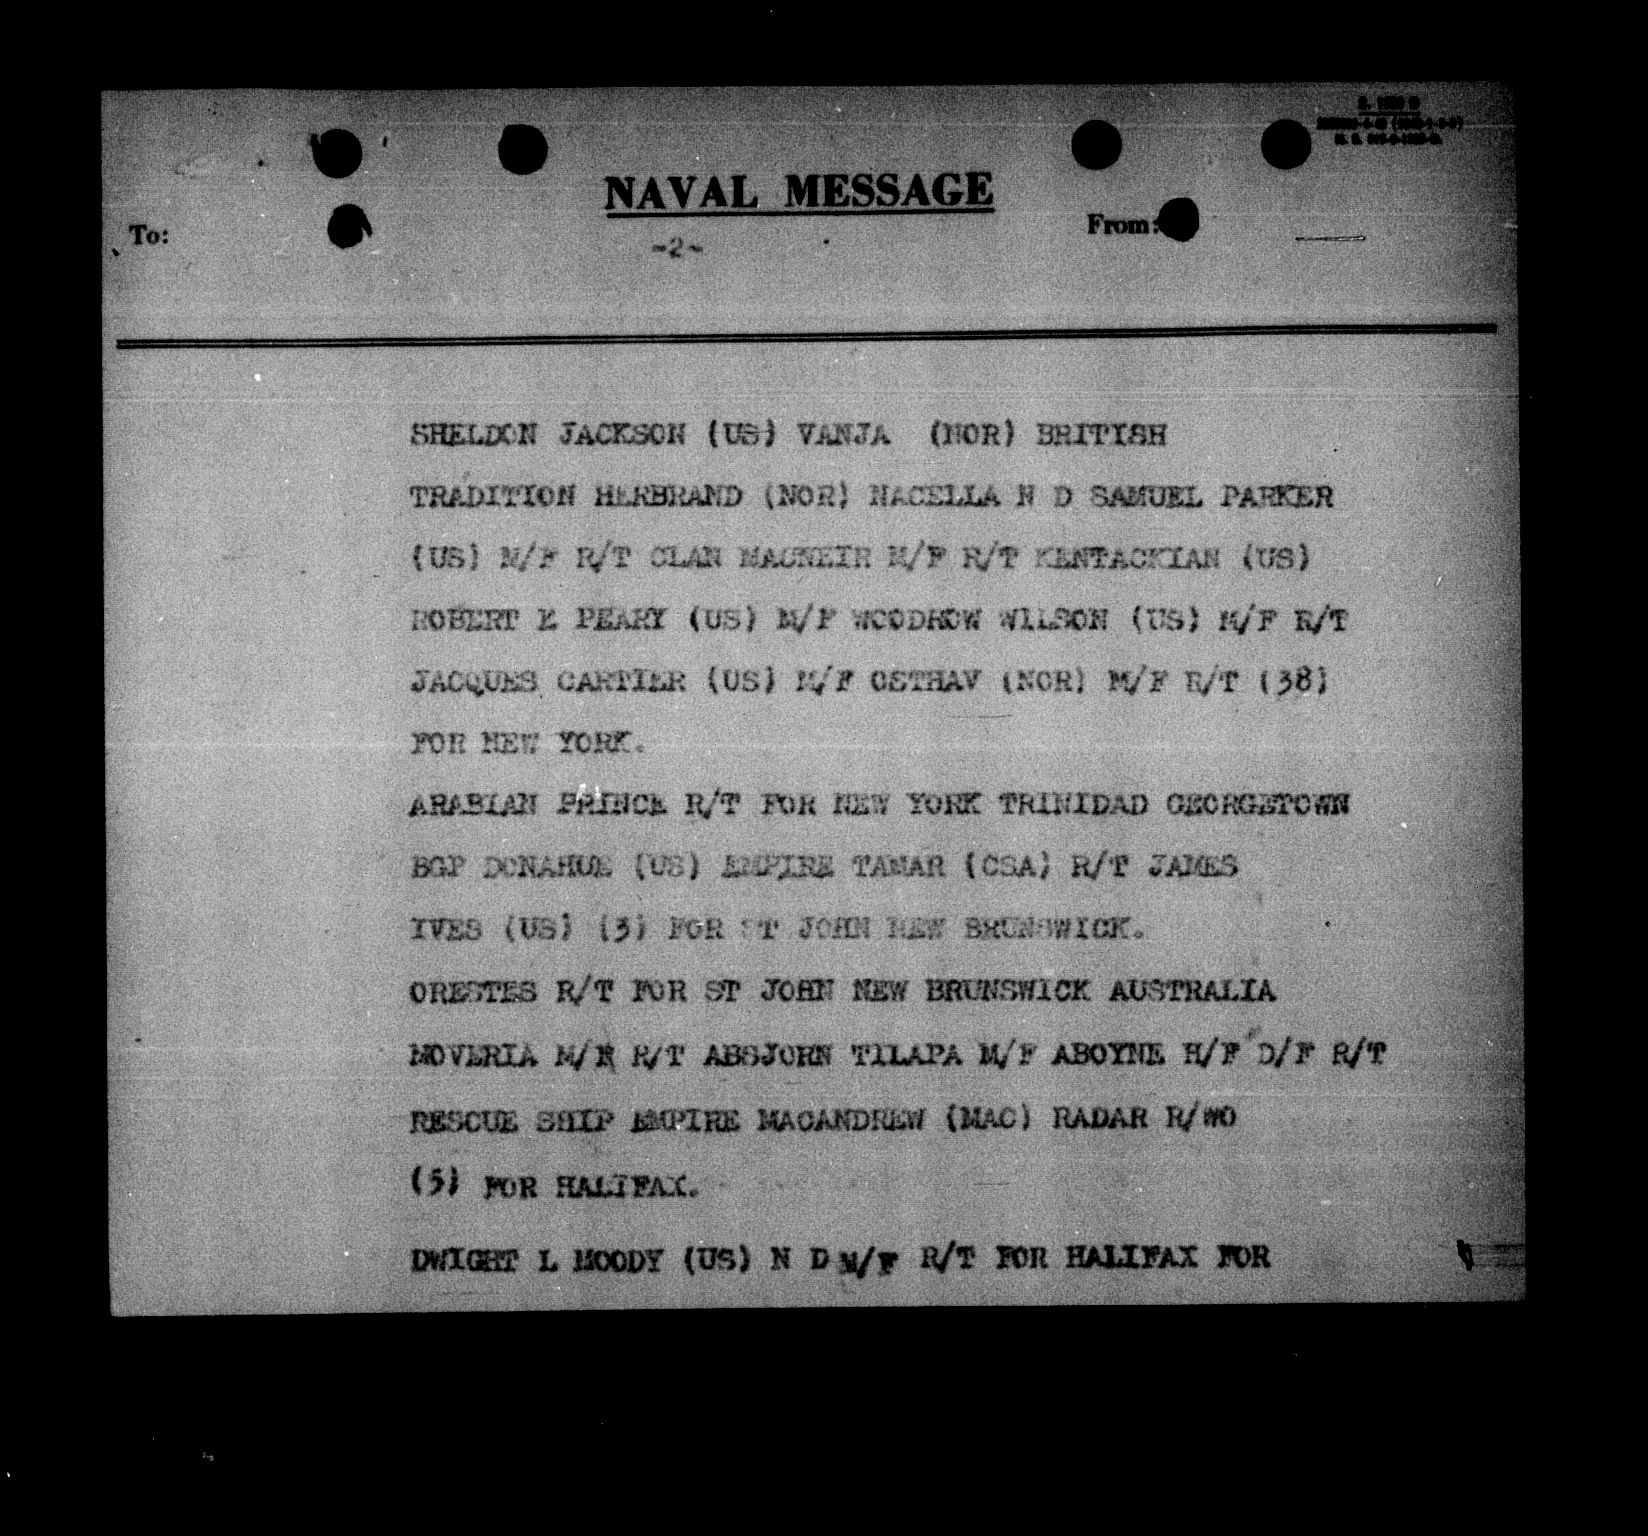 NAVAL MESSAGE
To:
From:
-2-
SHELDON JACKSON (US) VANJA (NOR) BRITISH
TRADITION HERBRAND (NOR) NACELLA N D SAMUEL PARKER
(US) M/F R/T CLAN MACNEIR M/F R/T KENTACKIAN (US)
ROBERT E PEARY (US) M/F WOODROW WILSON (US) M/F R/T
JACQUES CARTIER (US) M/F OSTHAV (NOR) M/F R/T (38)
FOR NEW YORK.
ARABIAN PRINCE R/T FOR NEW YORK TRINIDAD GEORGETOWN
BGP DONAHUE (US) EMPIRE TAMAR (CSA) R/T JAMES
IVES (US) (3) FOR ST JOHN NEW BRUNSWICK.
ORESTES R/T FOR ST JOHN NEW BRUNSWICK AUSTRALIA
MOVERIA R/T ABSJORN TILAPA M/F ABOYNE H/F D/F R/T
RESCUE SHIP EMPIRE MACANDREW (MAC) RADAR R/WO
(5) FOR HALIFAX.
DWIGHT L MOODY (US) N D M/F R/T FOR HALIFAX FOR